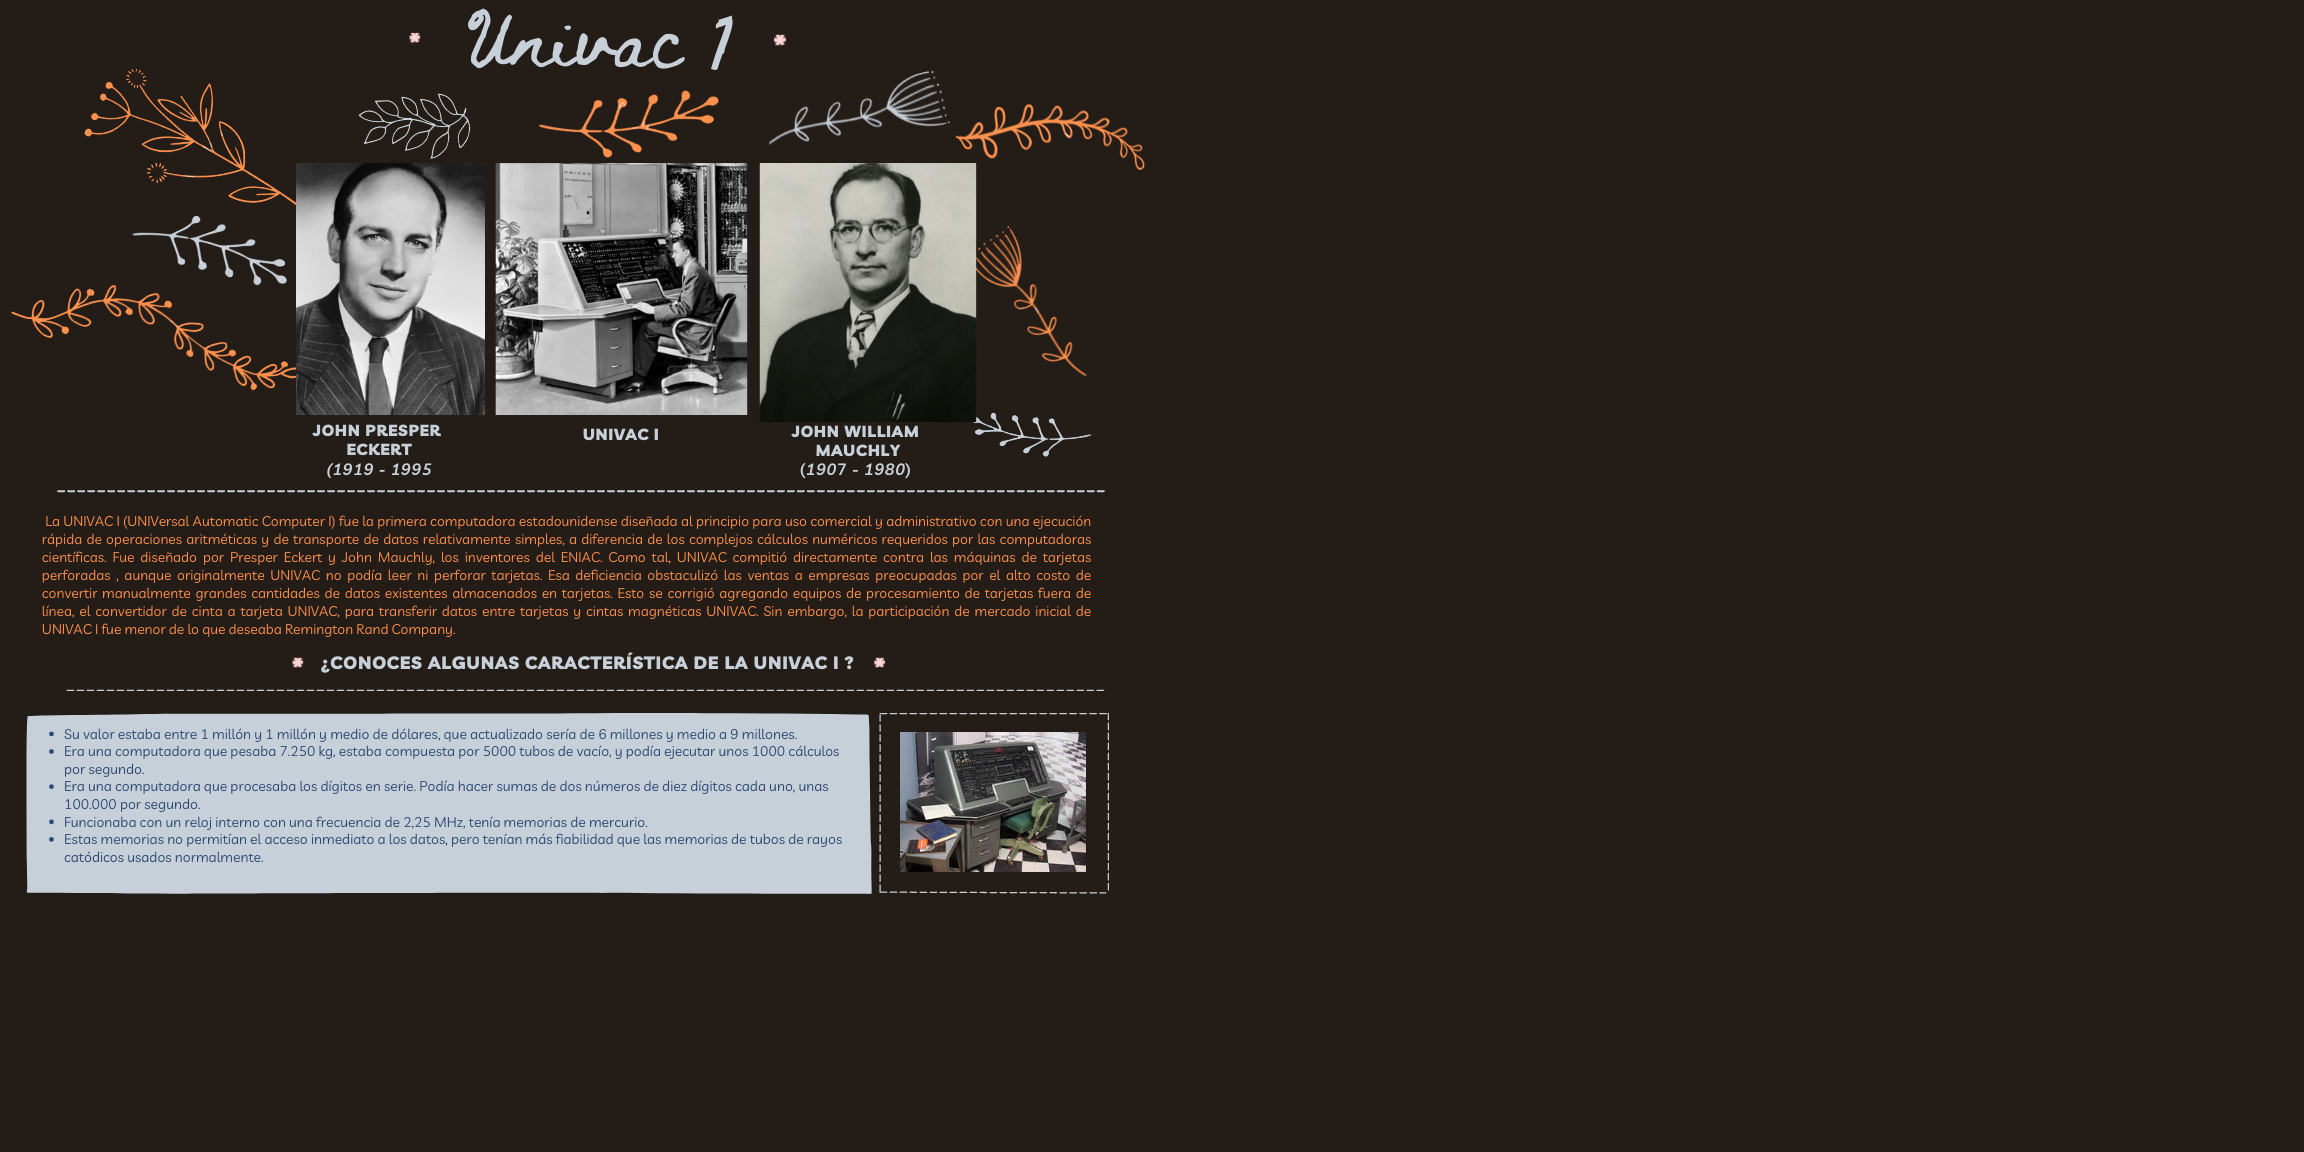 Univac 1
JOHN PRESPER
ECKERT
(1919 - 1995
UNIVAC I
JOHN WILLIAM
MAUCHLY
(1907 - 1980)
La UNIVAC I (UNIVersal Automatic Computer I) fue la primera computadora estadounidense diseñada al principio para uso comercial y administrativo con una ejecución
rápida de operaciones aritméticas y de transporte de datos relativamente simples, a diferencia de los complejos cálculos numéricos requeridos por las computadoras
científicas. Fue diseñado por Presper Eckert y John Mauchly, los inventores del ENIAC. Como tal, UNIVAC compitió directamente contra las máquinas de tarjetas
perforadas , aunque originalmente UNIVAC no podía leer ni perforar tarjetas. Esa deficiencia obstaculizó las ventas a empresas preocupadas por el alto costo de
convertir manualmente grandes cantidades de datos existentes almacenados en tarjetas. Esto se corrigió agregando equipos de procesamiento de tarjetas fuera de
línea, el convertidor de cinta a tarjeta UNIVAC, para transferir datos entre tarjetas y cintas magnéticas UNIVAC. Sin embargo, la participación de mercado inicial de
UNIVAC I fue menor de lo que deseaba Remington Rand Company.
¿CONOCES ALGUNAS CARACTERÍSTICA DE LA UNIVAC I ?
• Su valor estaba entre 1 millón y 1 millón y medio de dólares, que actualizado sería de 6 millones y medio a 9 millones.
• Era una computadora que pesaba 7.250 kg, estaba compuesta por 5000 tubos de vacío, y podía ejecutar unos 1000 cálculos
por segundo.
• Era una computadora que procesaba los dígitos en serie. Podía hacer sumas de dos números de diez dígitos cada uno, unas
100.000 por segundo.
• Funcionaba con un reloj interno con una frecuencia de 2,25 MHz, tenía memorias de mercurio.
• Estas memorias no permitían el acceso inmediato a los datos, pero tenían más fiabilidad que las memorias de tubos de rayos
catódicos usados normalmente.